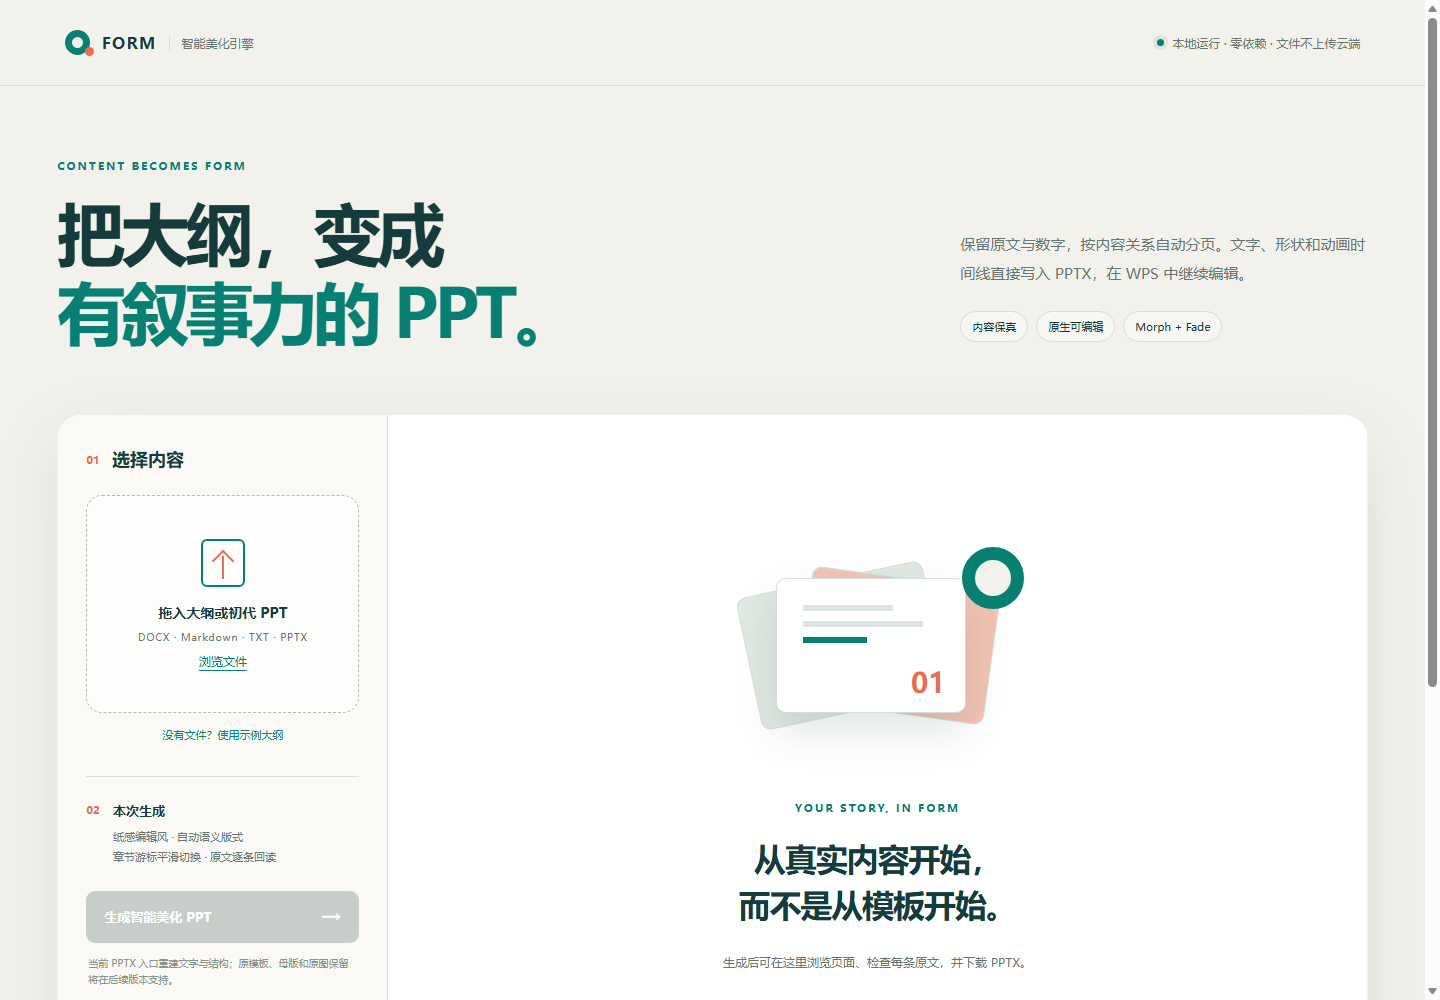 FORM
智能美化引擎
本地运行 · 零依赖 · 文件不上传云端
CONTENT BECOMES FORM
把大纲，变成
有叙事力的 PPT。
保留原文与数字，按内容关系自动分页。文字、形状和动画时
间线直接写入 PPTX，在 WPS 中继续编辑。
内容保真
原生可编辑
Morph + Fade
01 选择内容
拖入大纲或初代 PPT
DOCX · Markdown · TXT · PPTX
浏览文件
没有文件？使用示例大纲
02 本次生成
纸感编辑风 · 自动语义版式
章节游标平滑切换 · 原文逐条回读
生成智能美化 PPT →
当前 PPTX 入口重建文字与结构；原模板、母版和原图保留
将在后续版本支持。
01
YOUR STORY, IN FORM
从真实内容开始，
而不是从模板开始。
生成后可在这里浏览页面、检查每条原文，并下载 PPTX。